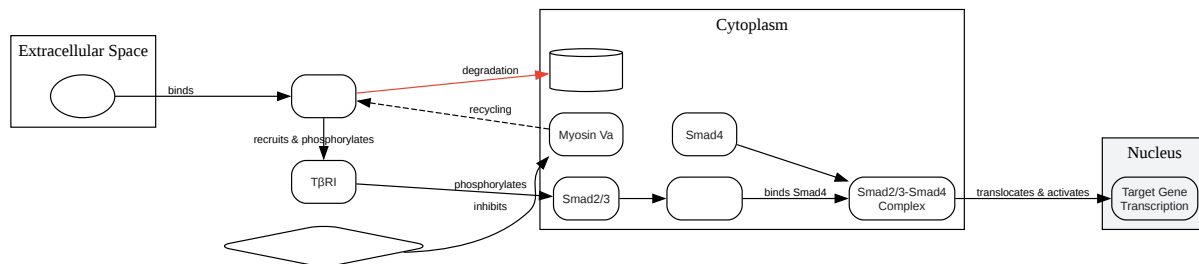 Extracellular Space
binds
recruits & phosphorylates
TβRI
degradation
recycling
phosphorylates
inhibits
Cytoplasm
Myosin Va
Smad4
Smad2/3
binds Smad4
Smad2/3-Smad4
Complex
translocates & activates
Nucleus
Target Gene
Transcription